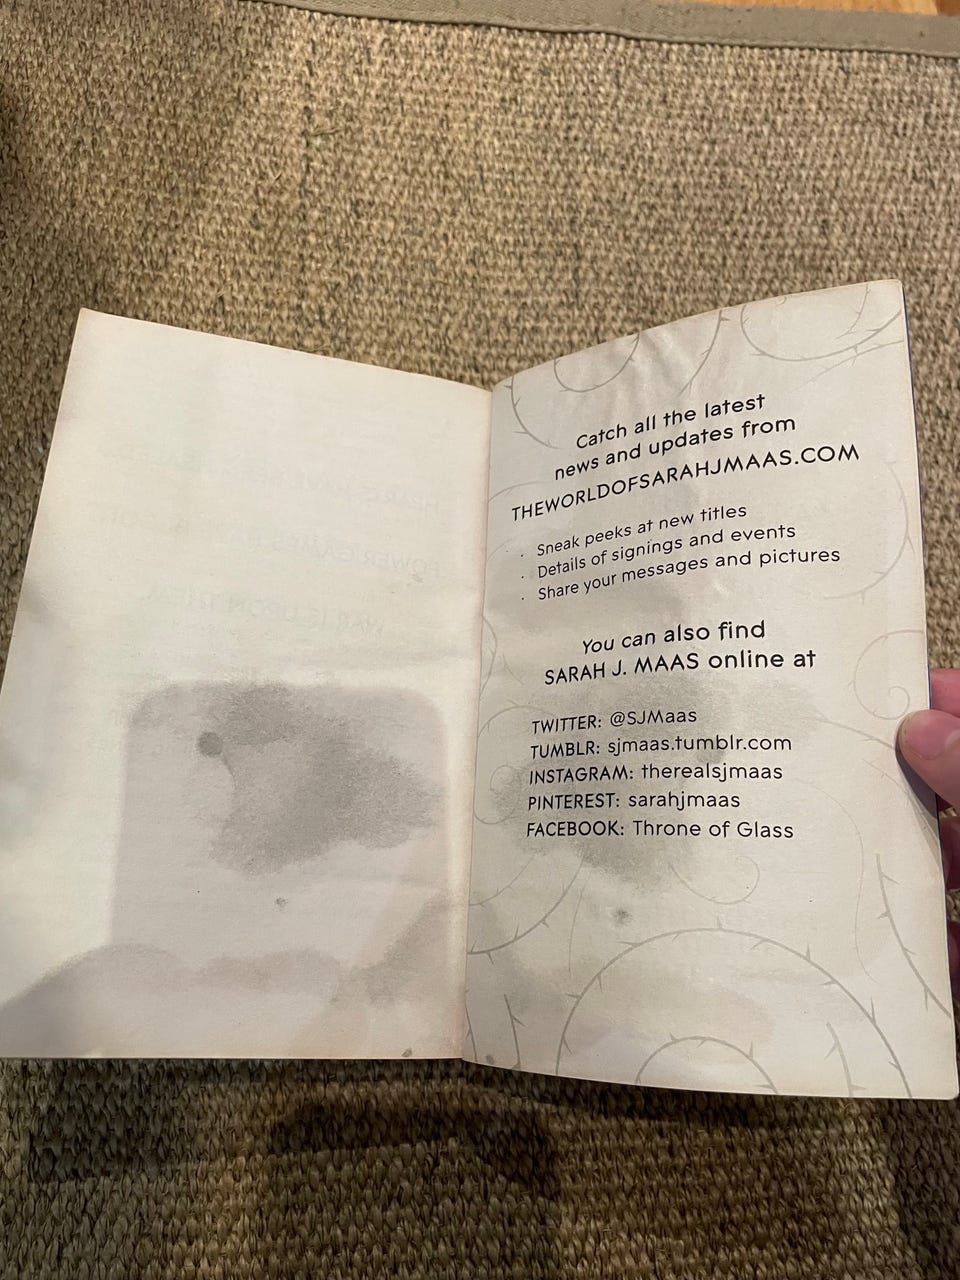 Catch all the latest
news and updates from
THEWORLDOFSARAHJMAAS.COM
. Sneak peeks at new titles
. Details of signings and events
. Share your messages and pictures
You can also find
SARAH J. MAAS online at
TWITTER: @SJMaas
TUMBLR: sjmaas.tumblr.com
INSTAGRAM: therealsjmaas
PINTEREST: sarahjmaas
FACEBOOK: Throne of Glass